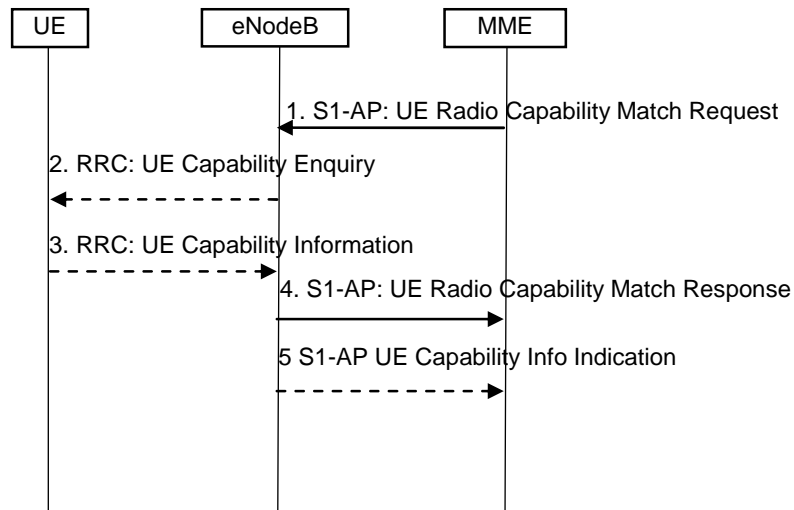 UE
eNodeB
MME
1. S1-AP: UE Radio Capability Match Request
2. RRC: UE Capability Enquiry
3. RRC: UE Capability Information
4. S1-AP: UE Radio Capability Match Response
5 S1-AP UE Capability Info Indication